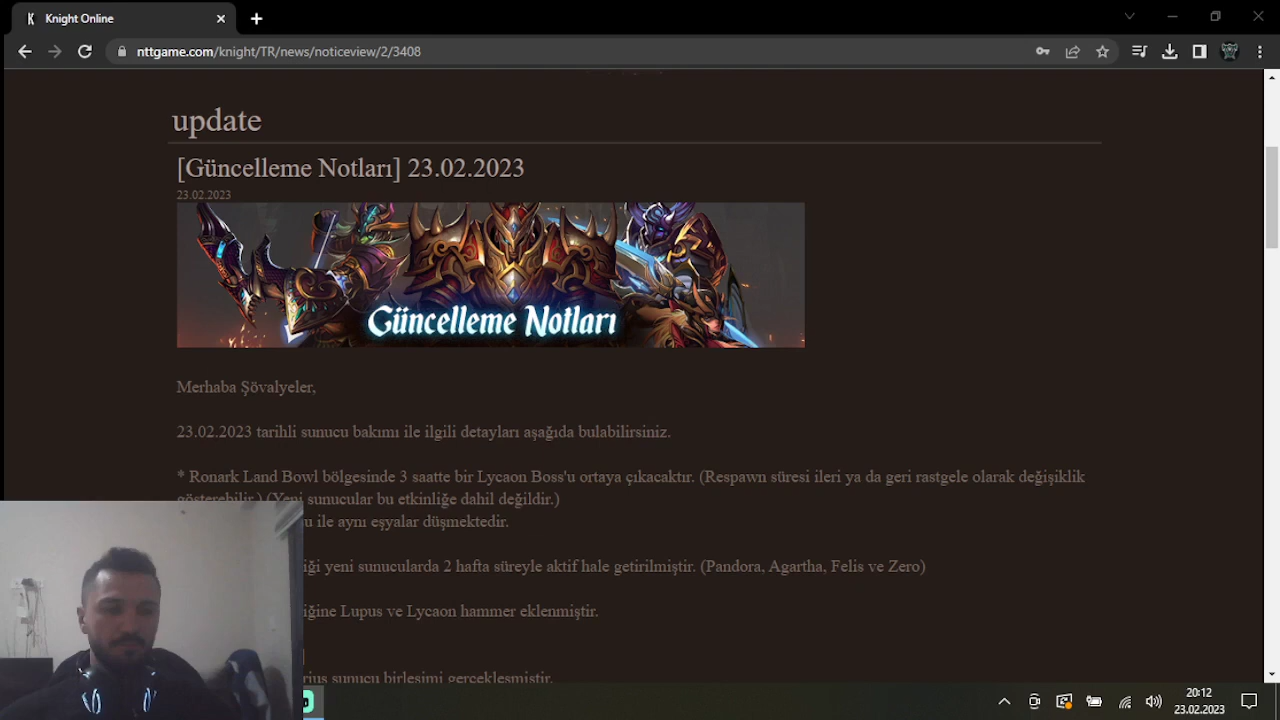 Knight Online
nttgame.com/knight/TR/news/noticeview/2/3408
update
[Güncelleme Notları] 23.02.2023
23.02.2023
Güncelleme Notları
Merhaba Şövalyeler,
23.02.2023 tarihli sunucu bakımı ile ilgili detayları aşağıda bulabilirsiniz.
* Ronark Land Bowl bölgesinde 3 saatte bir Lycaon Boss'u ortaya çıkacaktır. (Respawn süresi ileri ya da geri rastgele olarak değişiklik
gösterebilir.) (Yeni sunucular bu etkinliğe dahil değildir.)
ile aynı eşyalar düşmektedir.
yeni sunucularda 2 hafta süreyle aktif hale getirilmiştir. (Pandora, Agartha, Felis ve Zero)
Lupus ve Lycaon hammer eklenmiştir.
sunucu birleşimi gerçekleşmiştir.
20:12
23.02.2023